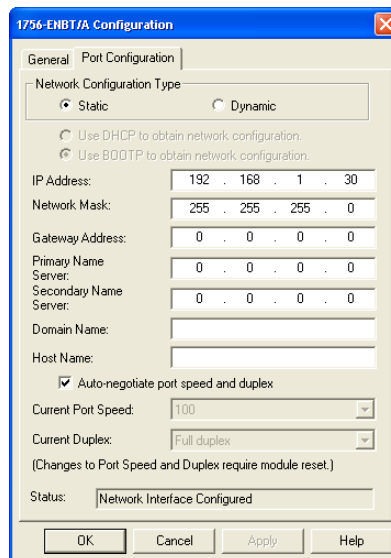 1756-ENBT/A Configuration
General Port Configuration
Network Configuration Type
Static Dynamic
Use DHCP to obtain network configuration.
Use BOOTP to obtain network configuration.
IP Address: 192 . 168 . 1 . 30
Network Mask: 255 . 255 . 255 . 0
Gateway Address: 0 . 0 . 0 . 0
Primary Name
Server: 0 . 0 . 0 . 0
Secondary Name
Server: 0 . 0 . 0 . 0
Domain Name:
Host Name:
Auto-negotiate port speed and duplex
Current Port Speed: 100
Current Duplex: Full duplex
(Changes to Port Speed and Duplex require module reset.)
Status: Network Interface Configured
OK Cancel Apply Help